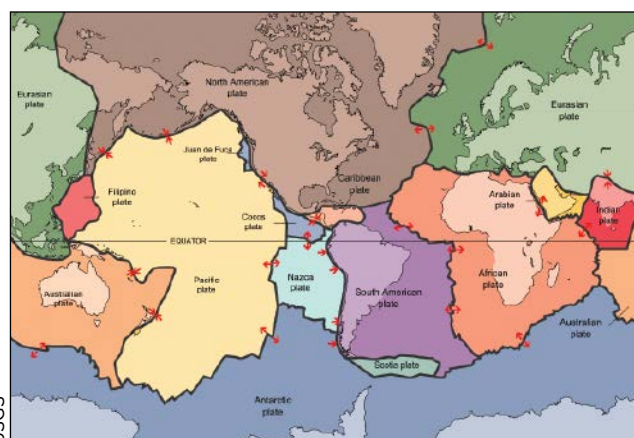 North American
plate
Eurasian
plate
Eurasian
plate
Juan de Fuca
plate
Caribbean
plate
Filipino
plate
Arabian
plate
Indian
plate
Cocos
plate
EQUATOR
Nazca
plate
Pacific
plate
South American
plate
African
plate
Australian
plate
Australian
plate
Scotia plate
Antarctic
plate
USGS